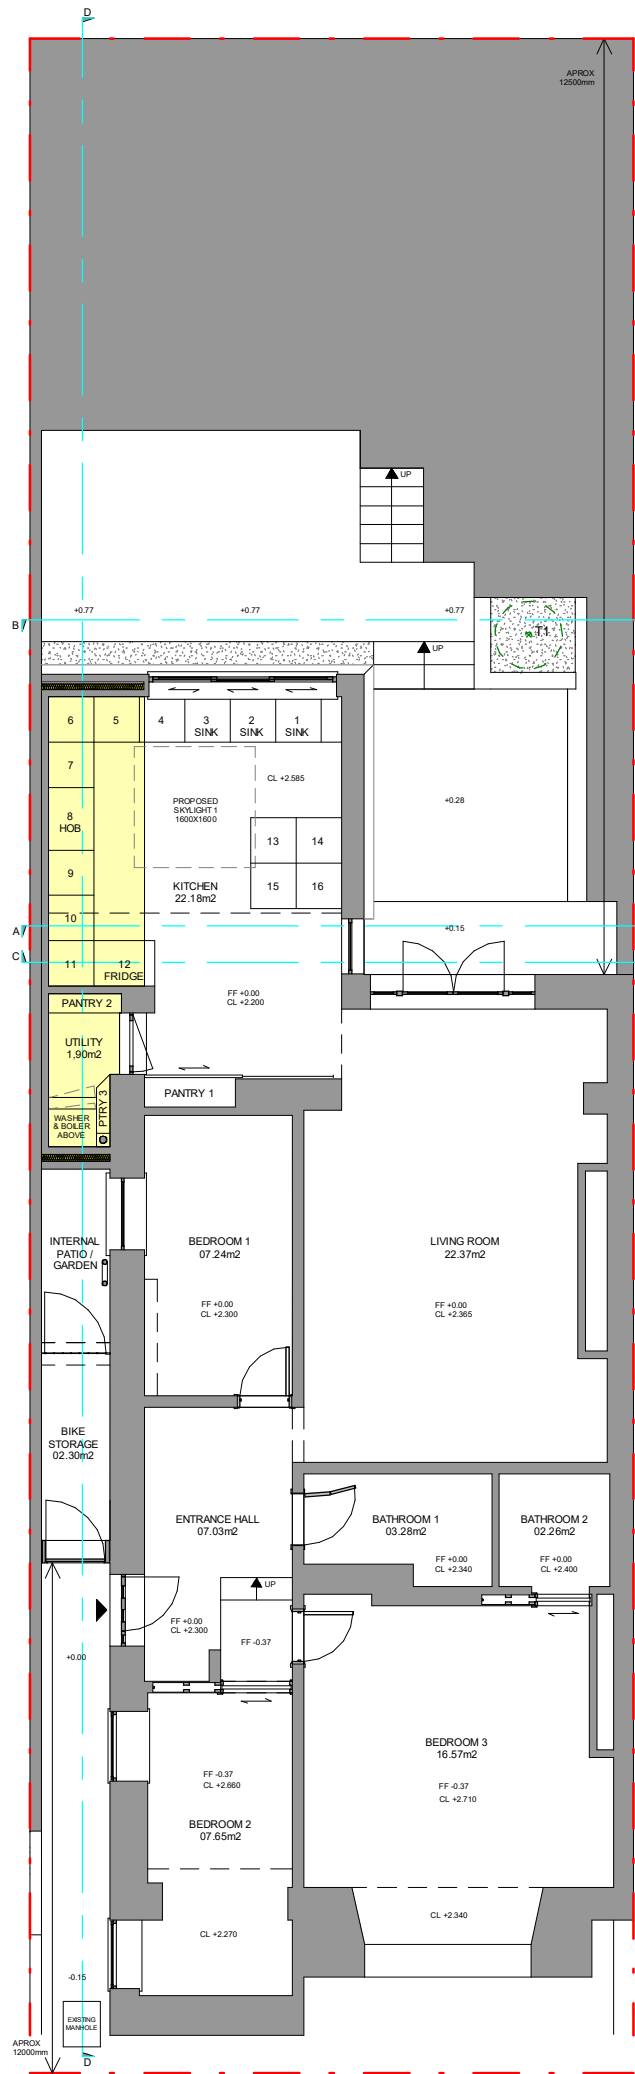 D
APROX
12500mm
UP
+0.77
+0.77
+0.77
B
T1
UP
6
5
4
3
SINK
2
SINK
1
SINK
7
CL +2.585
PROPOSED
SKYLIGHT 1
1600X1600
+0.28
8
HOB
13
14
9
15
16
KITCHEN
22.18m2
10
A
+0.15
C
11
12
FRIDGE
FF +0.00
CL +2.200
PANTRY 2
UTILITY
1,90m2
PANTRY 1
PTRY 3
WASHER
& BOILER
ABOVE
INTERNAL
PATIO /
GARDEN
BEDROOM 1
07.24m2
LIVING ROOM
22.37m2
FF +0.00
CL +2.300
FF +0.00
CL +2.365
BIKE
STORAGE
02.30m2
ENTRANCE HALL
07.03m2
BATHROOM 1
03.28m2
BATHROOM 2
02.26m2
FF +0.00
CL +2.340
FF +0.00
CL +2.400
UP
FF +0.00
CL +2.300
FF -0.37
+0.00
BEDROOM 3
16.57m2
FF -0.37
CL +2.660
FF -0.37
CL +2.710
BEDROOM 2
07.65m2
CL +2.340
CL +2.270
-0.15
EXISTING
MANHOLE
APROX
12000mm
D